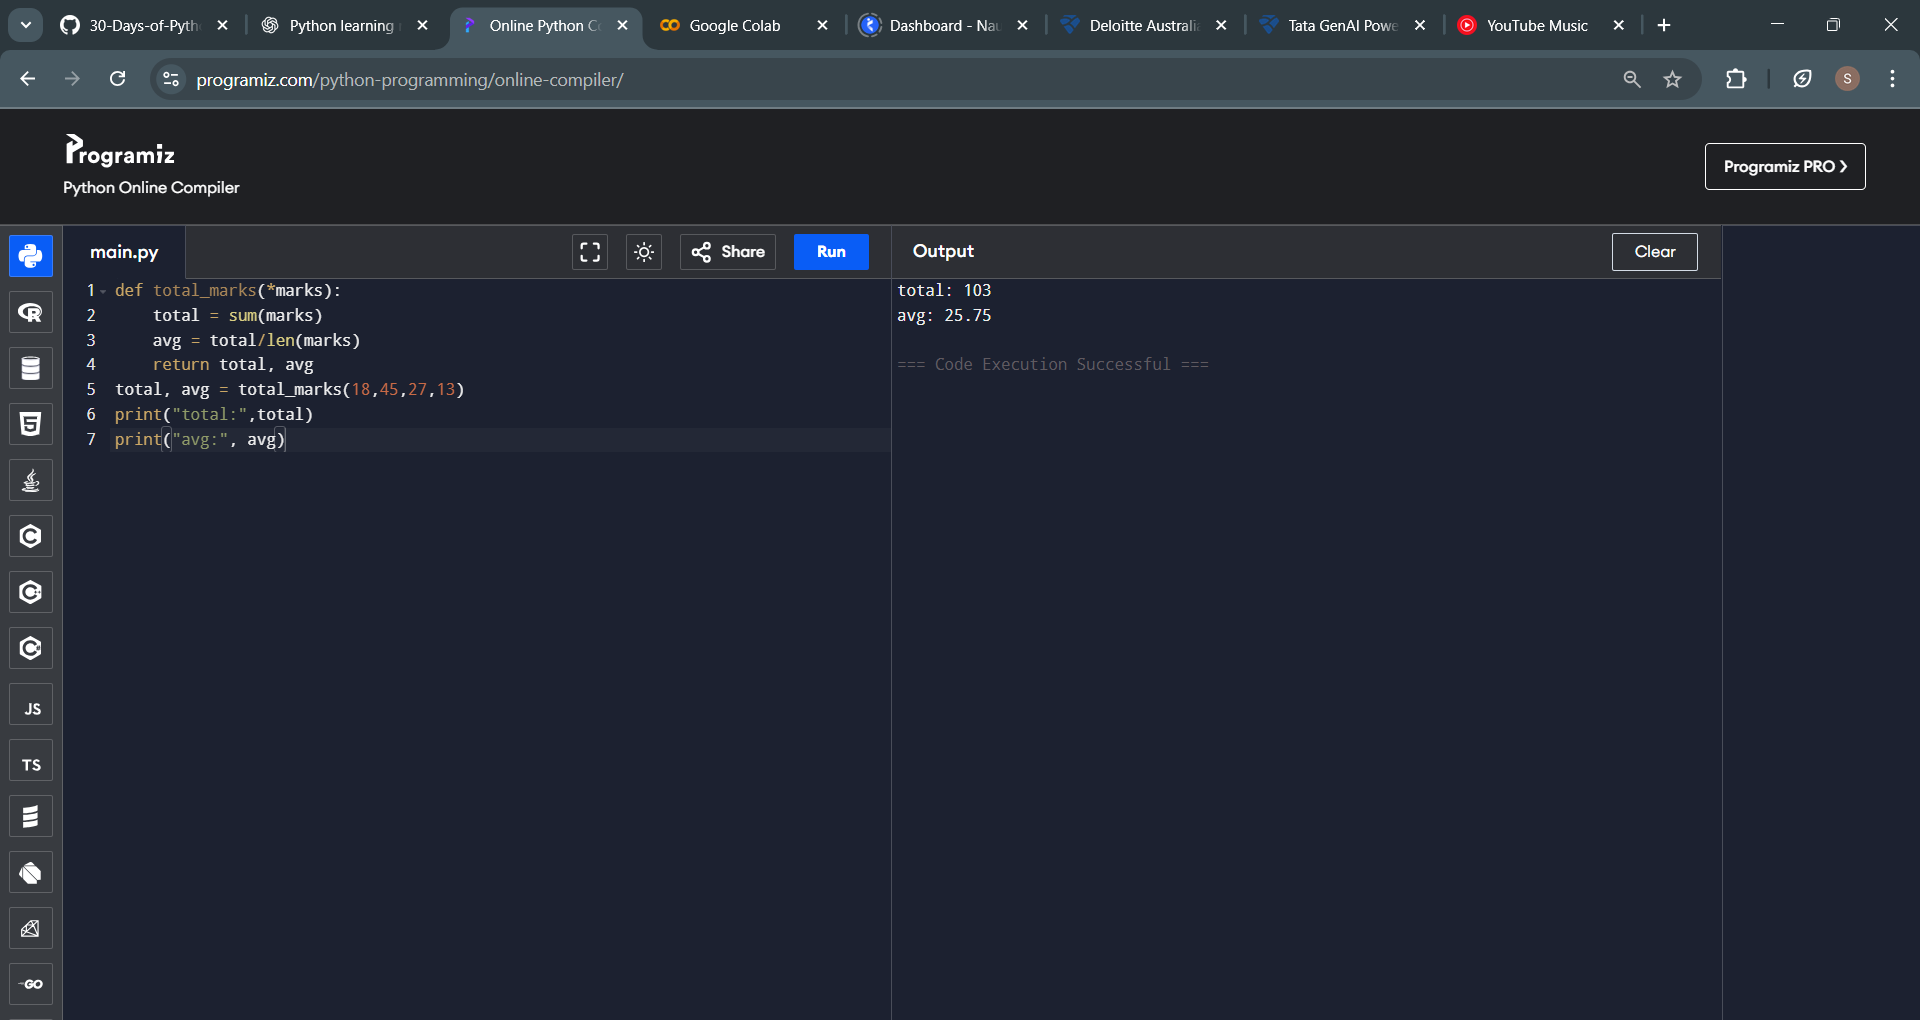 30-Days-of-Pyth
Python learning
Online Python C
Google Colab
Dashboard - Nau
Deloitte Australi
Tata GenAI Powe
YouTube Music
programiz.com/python-programming/online-compiler/
S
Programiz
Python Online Compiler
Programiz PRO
main.py
Share
Run
Output
Clear
1 def total_marks(*marks):
2 total = sum(marks)
3 avg = total/len(marks)
4 return total, avg
5 total, avg = total_marks(18,45,27,13)
6 print("total:",total)
7 print("avg:", avg)
total: 103
avg: 25.75
=== Code Execution Successful ===
R
5
C
C
C
JS
TS
GO